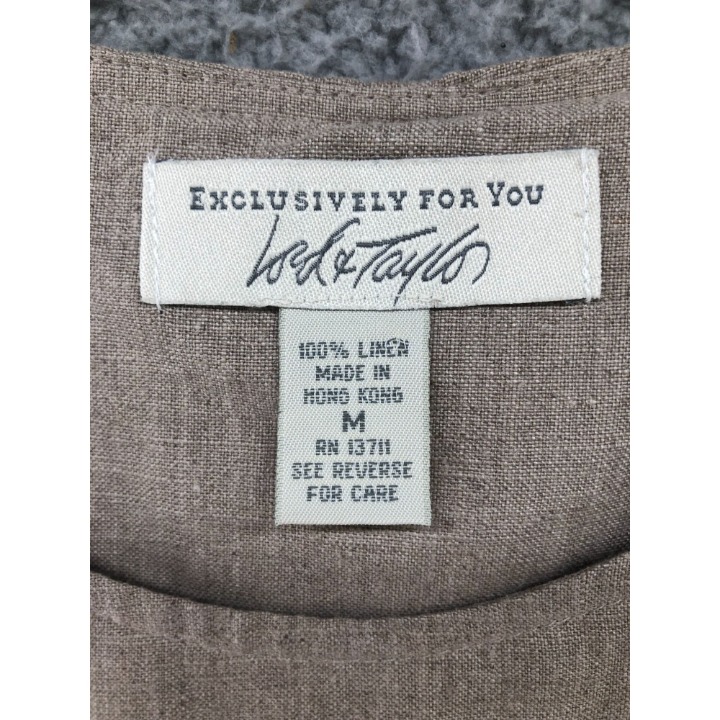 EXCLUSIVELY FOR YOU
Lord & Taylor
100% LINEN
MADE IN
HONG KONG
M
RN 13711
SEE REVERSE
FOR CARE